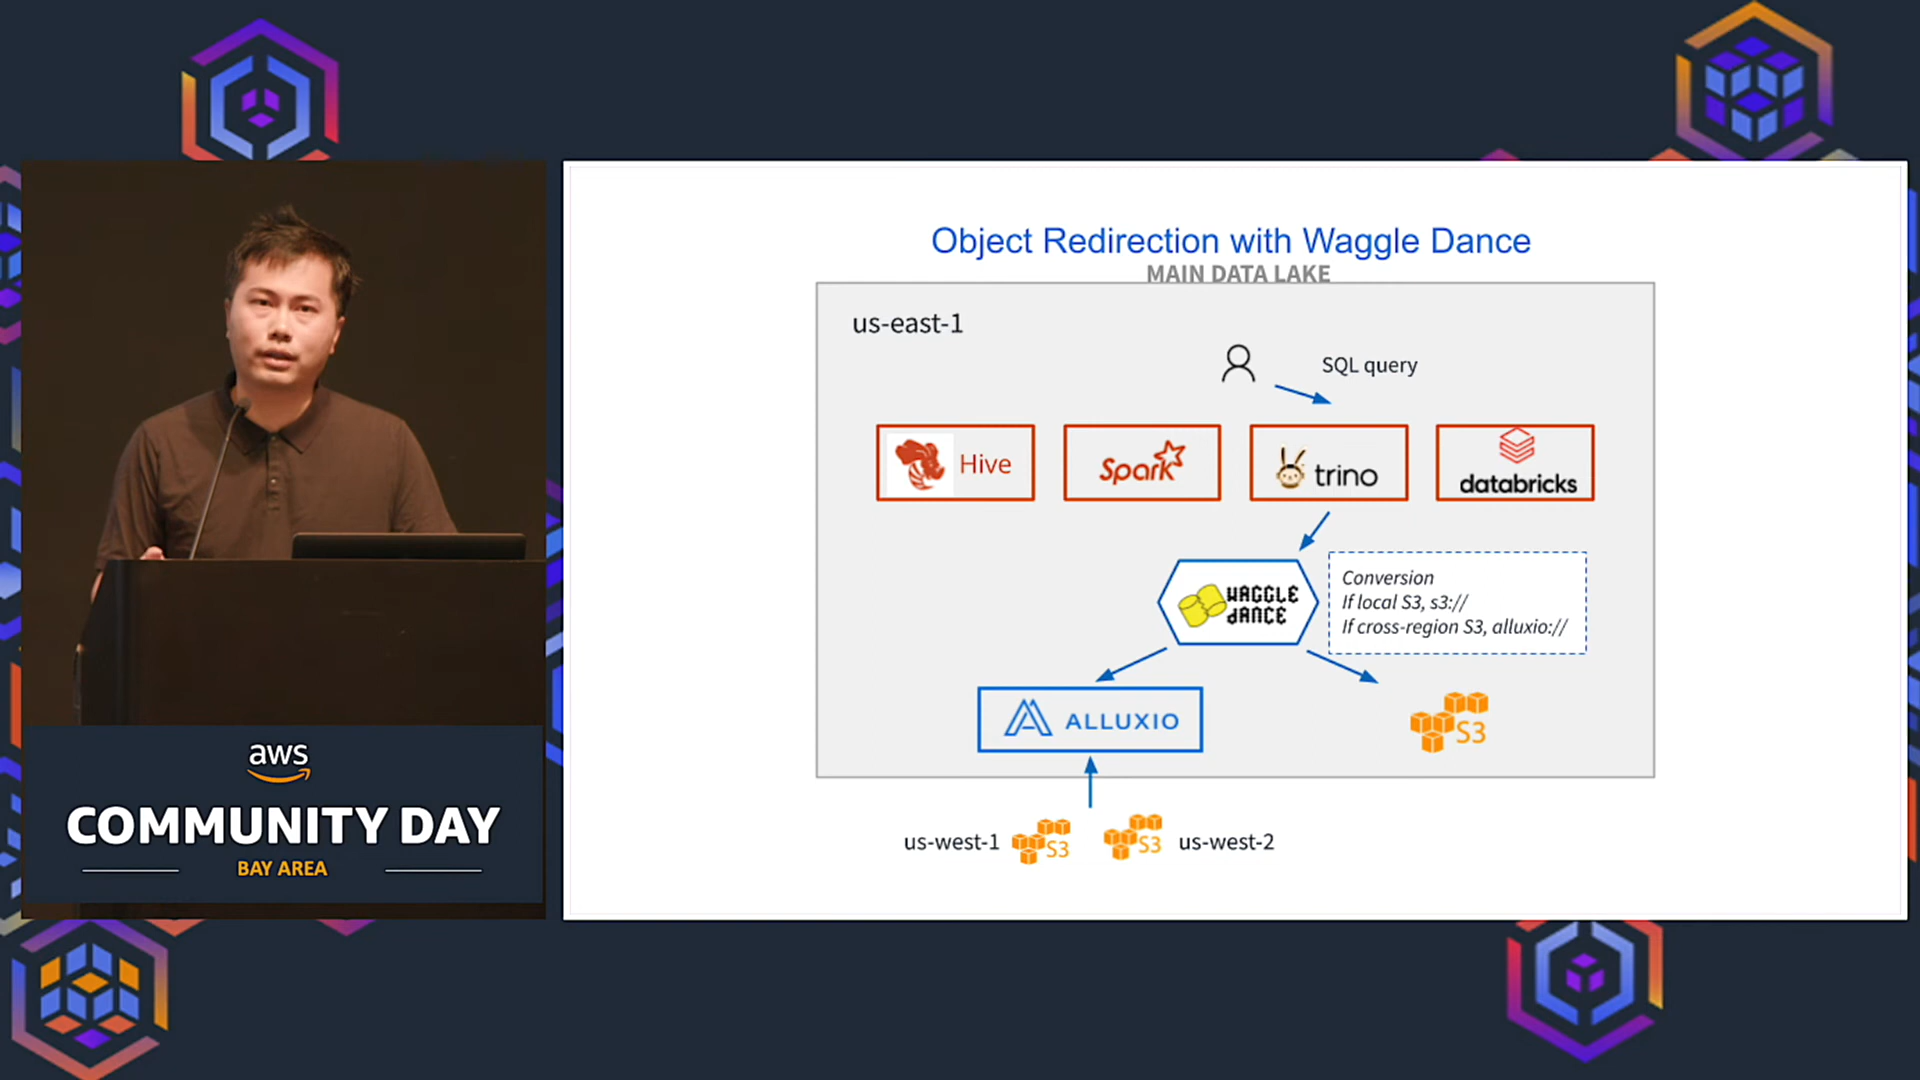 Object Redirection with Waggle Dance
MAIN DATA LAKE
us-east-1
SQL query
Hive
Spark
trino
databricks
WAGGLE
dANCE
Conversion
If local S3, s3://
If cross-region S3, alluxio://
ALLUXIO
S3
us-west-1
S3
S3
us-west-2
aws
COMMUNITY DAY
BAY AREA